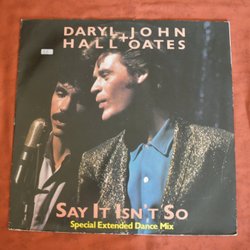 DARYL JOHN
HALL + OATES
SAY IT ISN'T SO
Special Extended Dance Mix